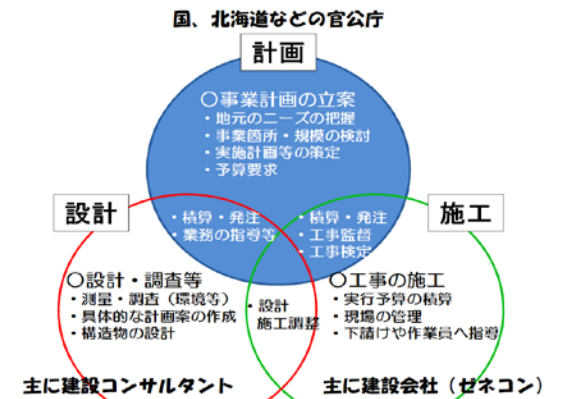 国、北海道などの官公庁
計画
〇事業計画の立案
・地元のニーズの把握
・事業箇所・規模の検討
・実施計画等の策定
・予算要求
設計
施工
・積算・発注
・業務の指導等
・積算・発注
・工事監督
・工事検定
〇設計・調査等
・測量・調査（環境等）
・具体的な計画案の作成
・構造物の設計
・設計
施工調整
〇工事の施工
・実行予算の積算
・現場の管理
・下請けや作業員へ指導
主に建設コンサルタント
主に建設会社（ゼネコン）